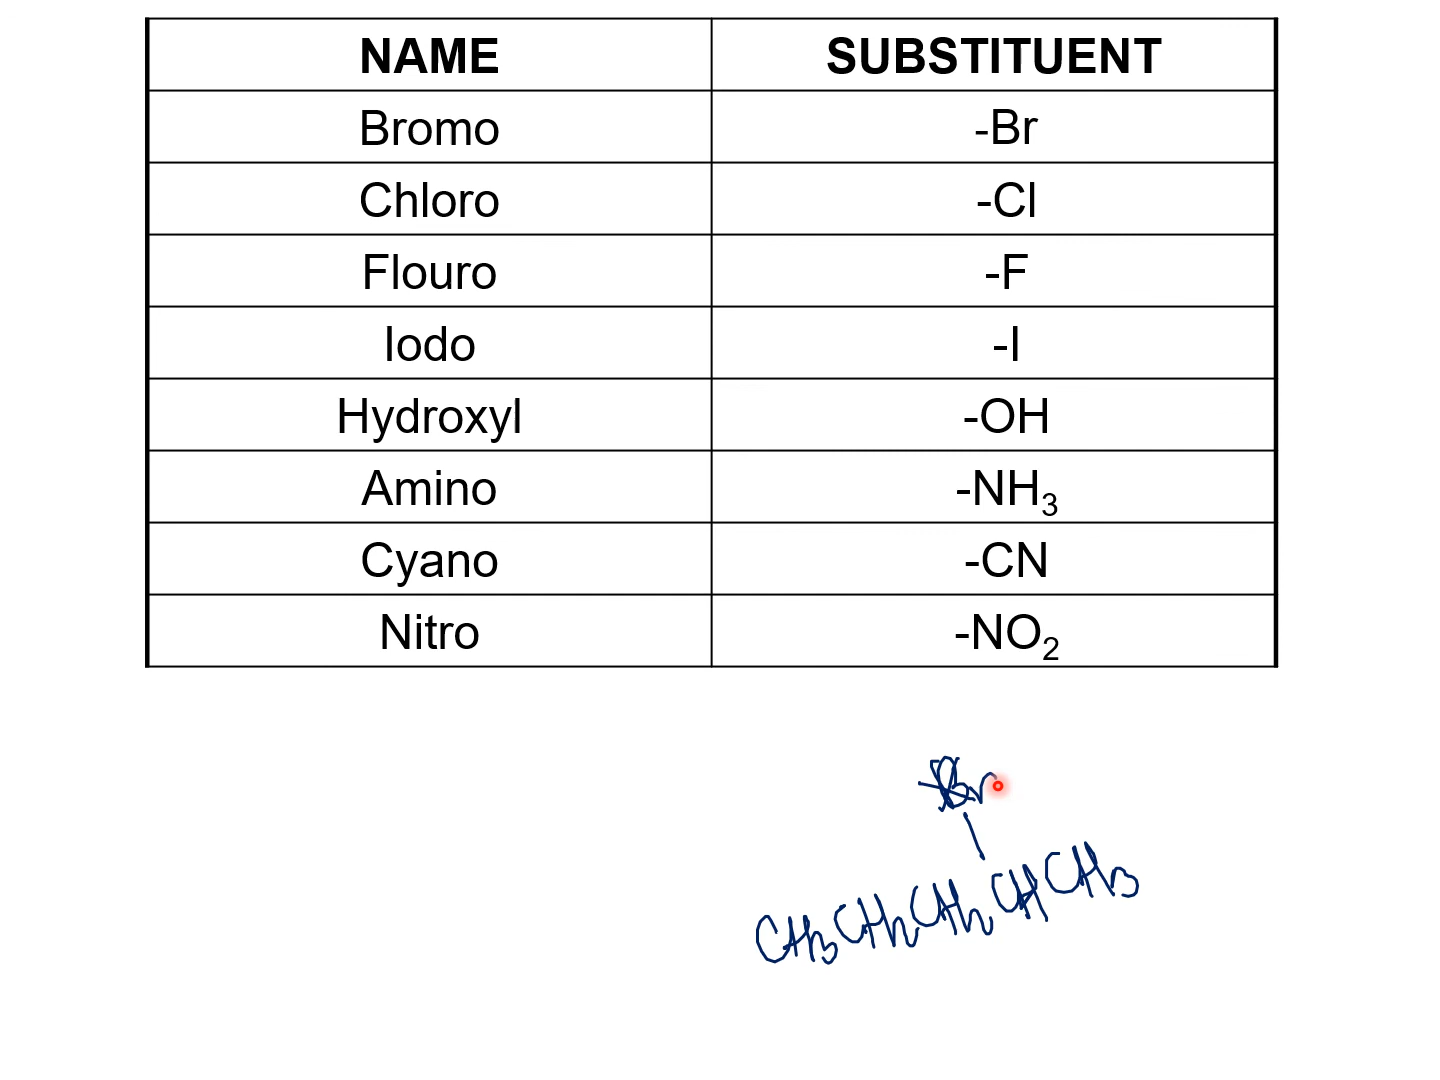 NAME SUBSTITUENT
Bromo -Br
Chloro -Cl
Flouro -F
Iodo -I
Hydroxyl -OH
Amino -NH₃
Cyano -CN
Nitro -NO₂
Br
CH₃CH₂CH₂CHCH₃